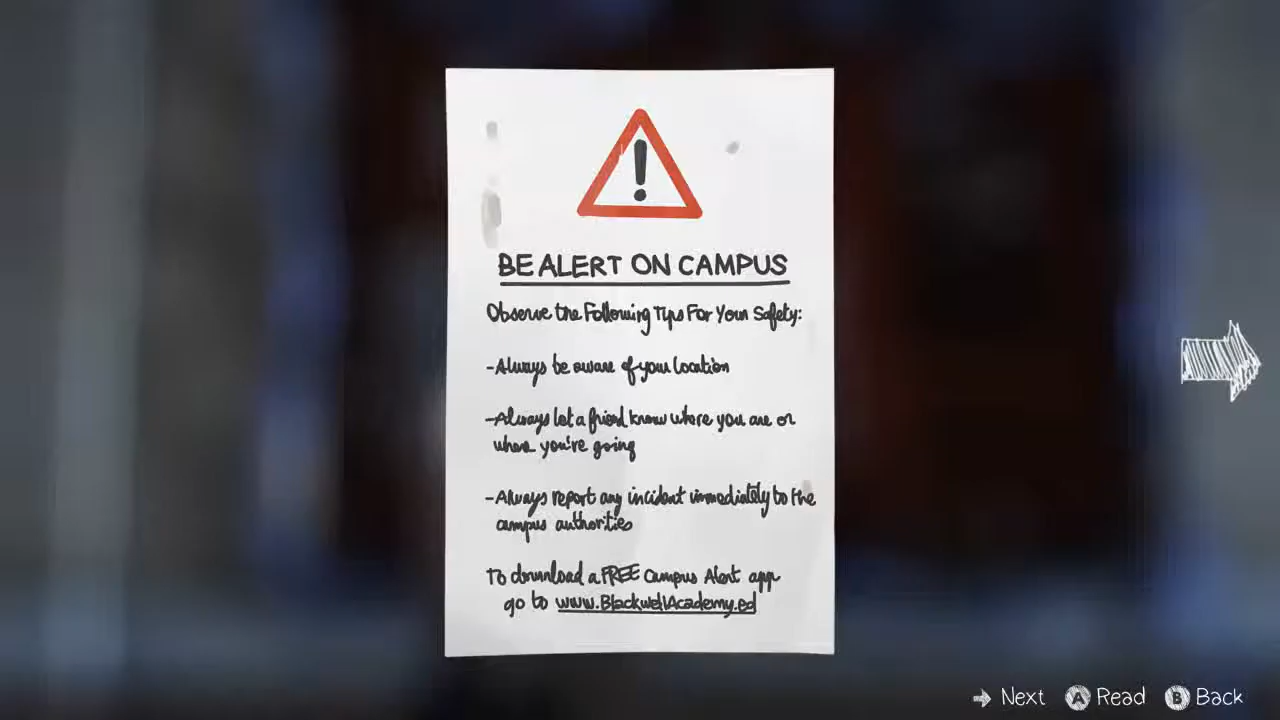 !
BE ALERT ON CAMPUS
Observe the Following Tips For Your Safety:
-Always be aware of your location
-Always let a friend know where you are or
where you're going
-Always report any incident immediately to the
campus authorities
To download a FREE Campus Alert app
go to www.BlackwellAcademy.ed
Next A Read B Back